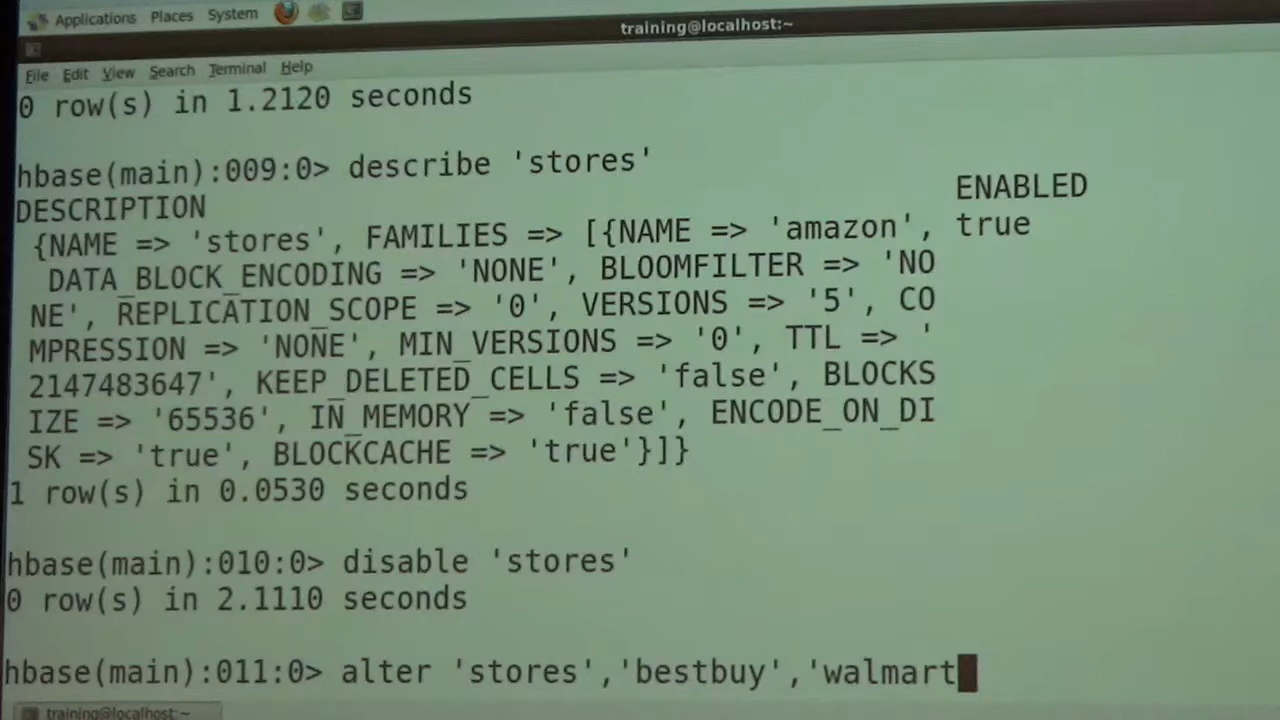 Applications Places System
training@localhost:~
File Edit View Search Terminal Help
0 row(s) in 1.2120 seconds
hbase(main):009:0> describe 'stores'
DESCRIPTION ENABLED
{NAME => 'stores', FAMILIES => [{NAME => 'amazon', true
DATA_BLOCK_ENCODING => 'NONE', BLOOMFILTER => 'NO
NE', REPLICATION_SCOPE => '0', VERSIONS => '5', CO
MPRESSION => 'NONE', MIN_VERSIONS => '0', TTL => '
2147483647', KEEP_DELETED_CELLS => 'false', BLOCKS
IZE => '65536', IN_MEMORY => 'false', ENCODE_ON_DI
SK => 'true', BLOCKCACHE => 'true'}]}
1 row(s) in 0.0530 seconds
hbase(main):010:0> disable 'stores'
0 row(s) in 2.1110 seconds
hbase(main):011:0> alter 'stores','bestbuy','walmart
training@localhost:~